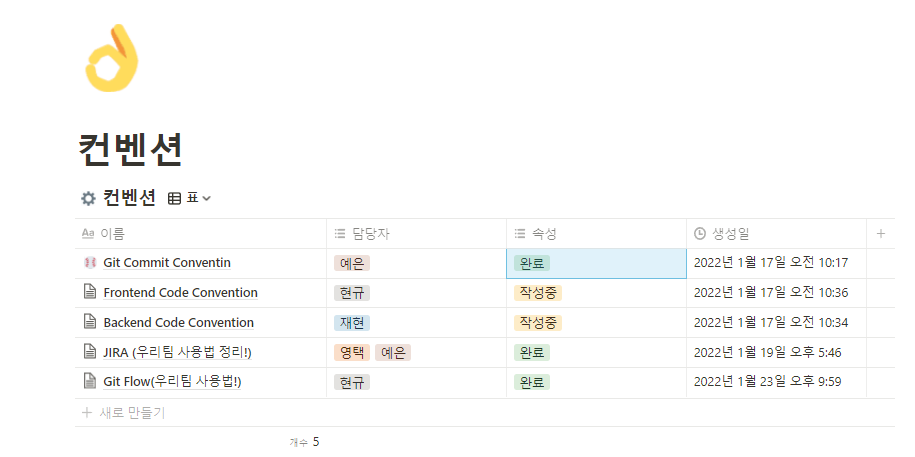 컨벤션
컨벤션 표
Aa 이름 담당자 속성 생성일 +
Git Commit Conventin 예은 완료 2022년 1월 17일 오전 10:17
Frontend Code Convention 현규 작성중 2022년 1월 17일 오전 10:36
Backend Code Convention 재현 작성중 2022년 1월 17일 오전 10:34
JIRA (우리팀 사용법 정리!) 영택 예은 완료 2022년 1월 19일 오후 5:46
Git Flow(우리팀 사용법!) 현규 완료 2022년 1월 23일 오후 9:59
+ 새로 만들기
개수 5